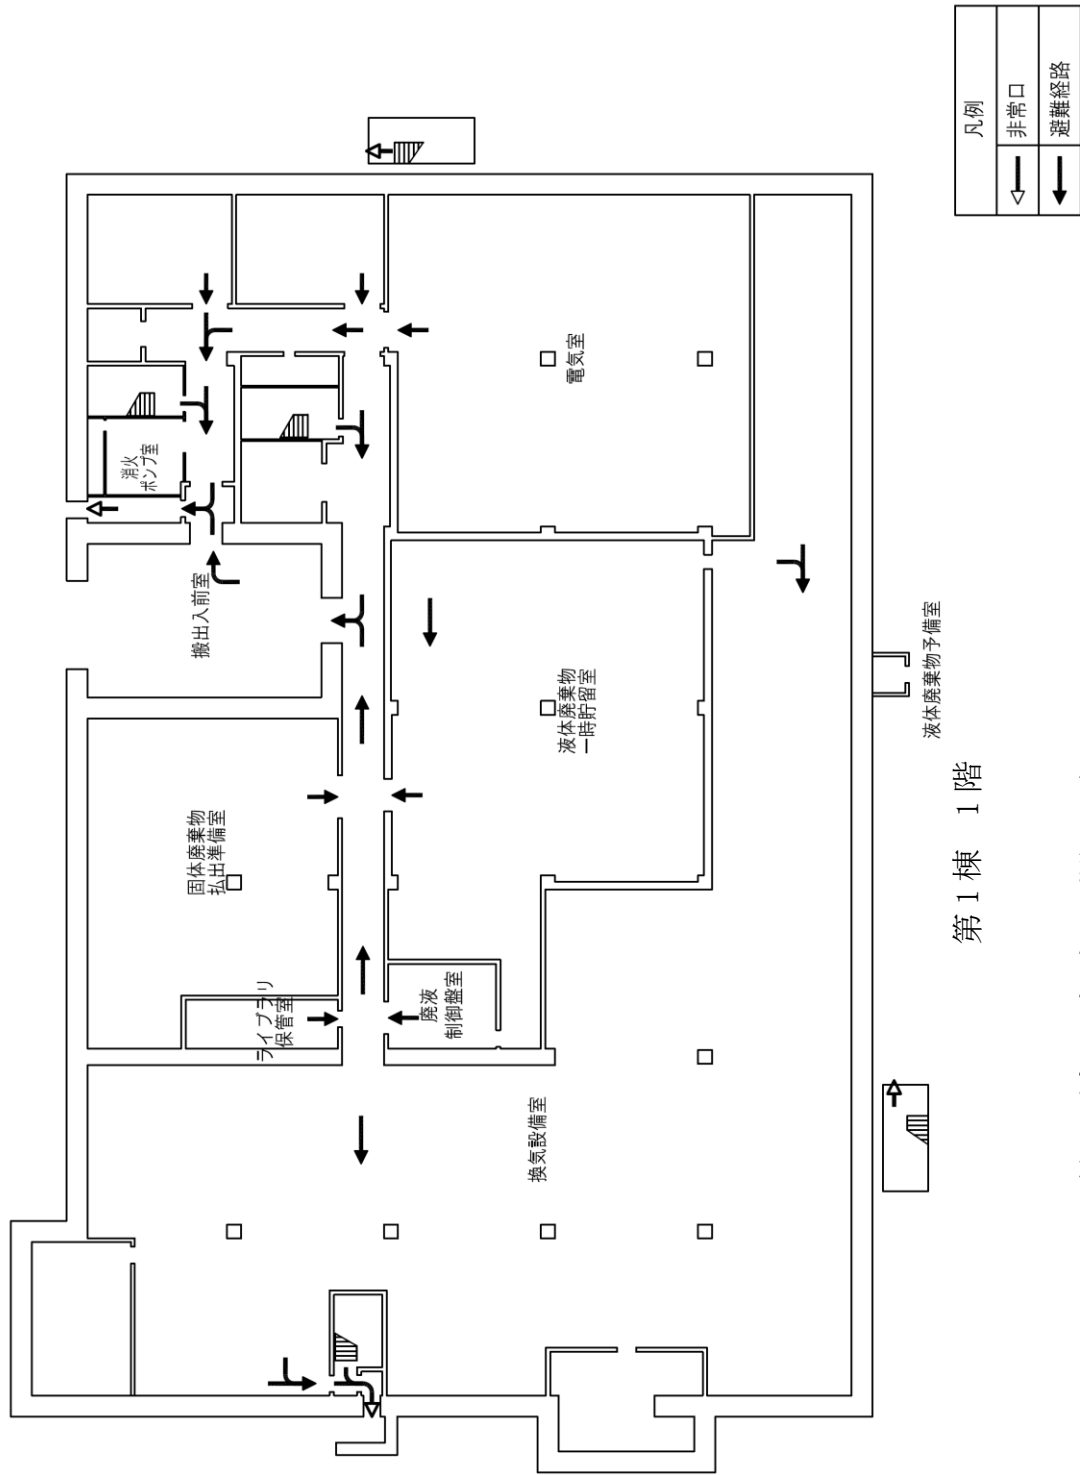 凡例
非常口
避難経路
消火
ポンプ室
電気室
搬出入前室
液体廃棄物
一時貯留室
液体廃棄物予備室
固体廃棄物
払出準備室
ライブラリ
保管室
廃液
制御盤室
換気設備室
第1棟 1階